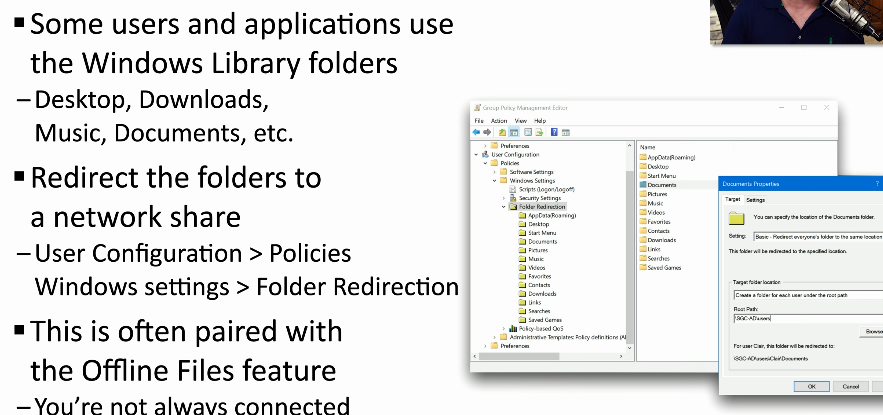 ▪ Some users and applications use
the Windows Library folders
– Desktop, Downloads,
Music, Documents, etc.
▪ Redirect the folders to
a network share
– User Configuration > Policies
Windows settings > Folder Redirection
▪ This is often paired with
the Offline Files feature
– You're not always connected
Group Policy Management Editor
File Action View Help
Preferences
User Configuration
Policies
Software Settings
Windows Settings
Scripts (Logon/Logoff)
Security Settings
Folder Redirection
AppData(Roaming)
Desktop
Start Menu
Documents
Pictures
Music
Videos
Favorites
Contacts
Downloads
Links
Searches
Saved Games
Policy-based QoS
Administrative Templates: Policy definitions (A
Preferences
Name
AppData(Roaming)
Desktop
Start Menu
Documents
Pictures
Music
Videos
Favorites
Contacts
Downloads
Links
Searches
Saved Games
Documents Properties ?
Target Settings
You can specify the location of the Documents folder.
Setting: Basic - Redirect everyone's folder to the same location
This folder will be redirected to the specified location.
Target folder location
Create a folder for each user under the root path
Root Path:
\\SGC-AD\users
Browse
For user Clair, this folder will be redirected to:
\\SGC-AD\users\Clair\Documents
OK Cancel